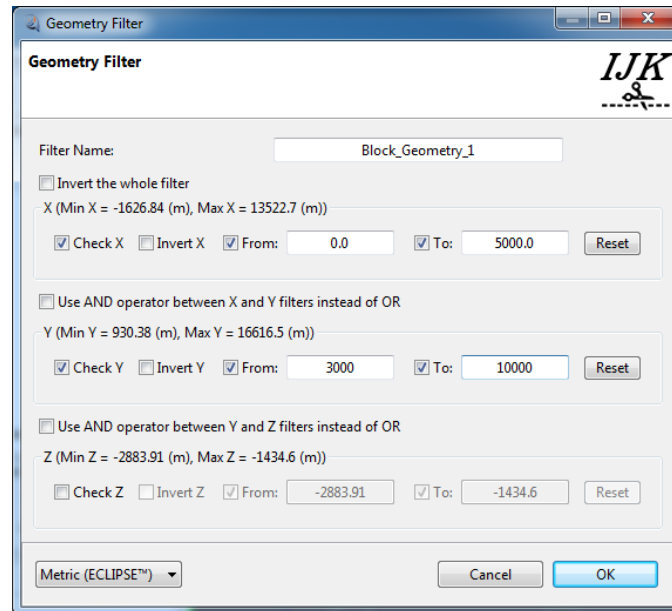 Geometry Filter
Geometry Filter
IJK
Filter Name: Block_Geometry_1
Invert the whole filter
X (Min X = -1626.84 (m), Max X = 13522.7 (m))
Check X Invert X From: 0.0 To: 5000.0 Reset
Use AND operator between X and Y filters instead of OR
Y (Min Y = 930.38 (m), Max Y = 16616.5 (m))
Check Y Invert Y From: 3000 To: 10000 Reset
Use AND operator between Y and Z filters instead of OR
Z (Min Z = -2883.91 (m), Max Z = -1434.6 (m))
Check Z Invert Z From: -2883.91 To: -1434.6 Reset
Metric (ECLIPSE™) Cancel OK